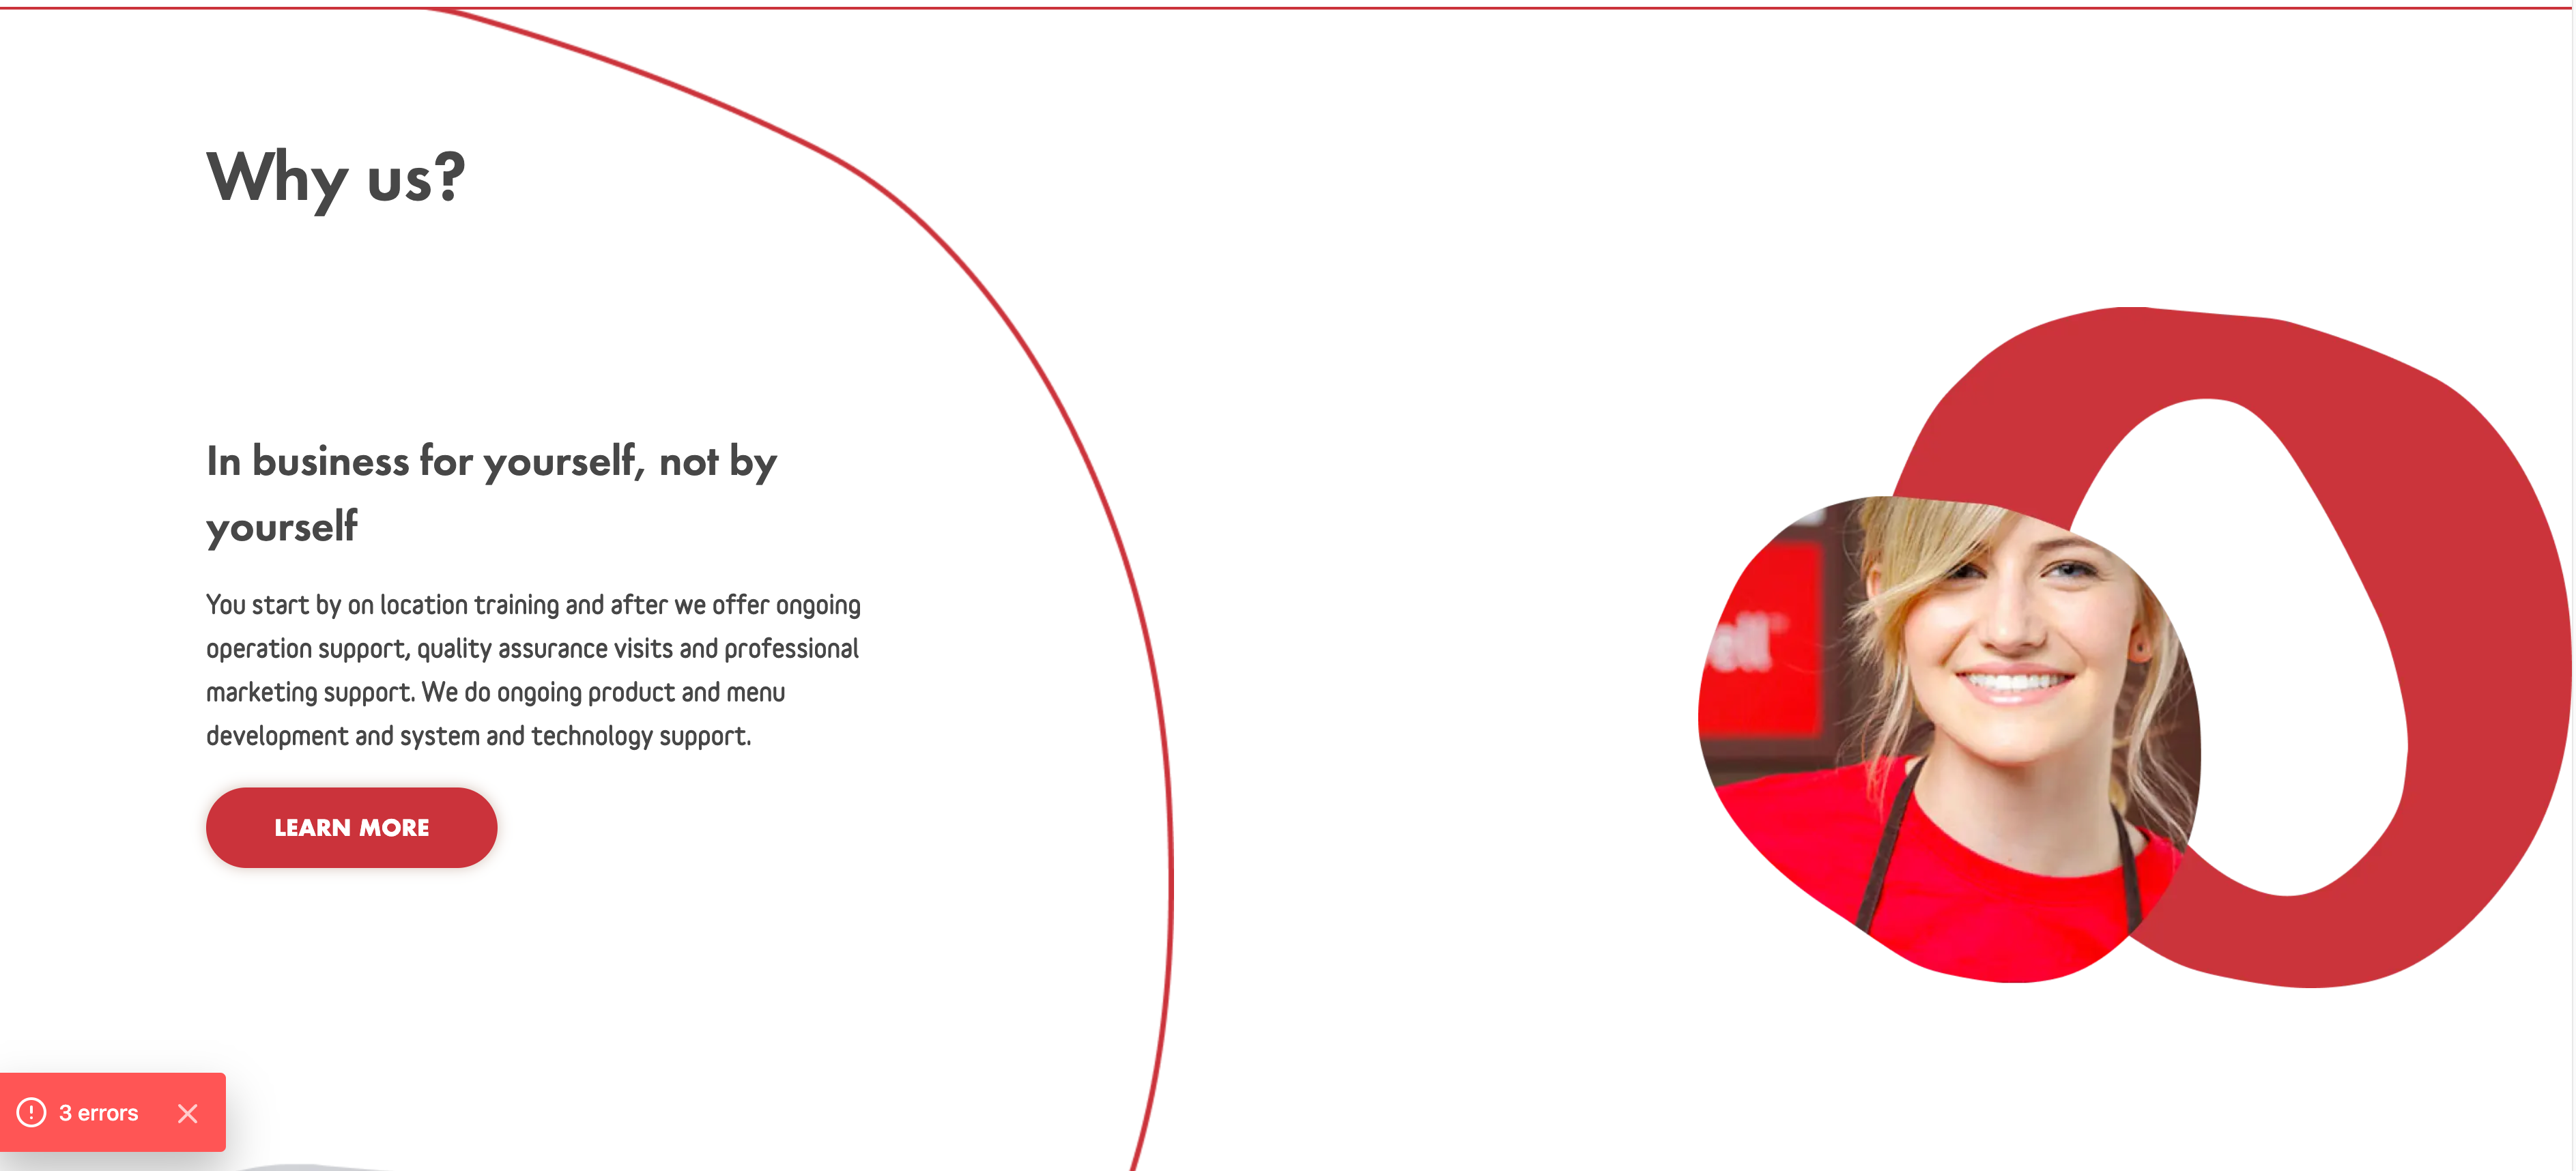 Why us?
In business for yourself, not by
yourself
You start by on location training and after we offer ongoing
operation support, quality assurance visits and professional
marketing support. We do ongoing product and menu
development and system and technology support.
LEARN MORE
ell
3 errors